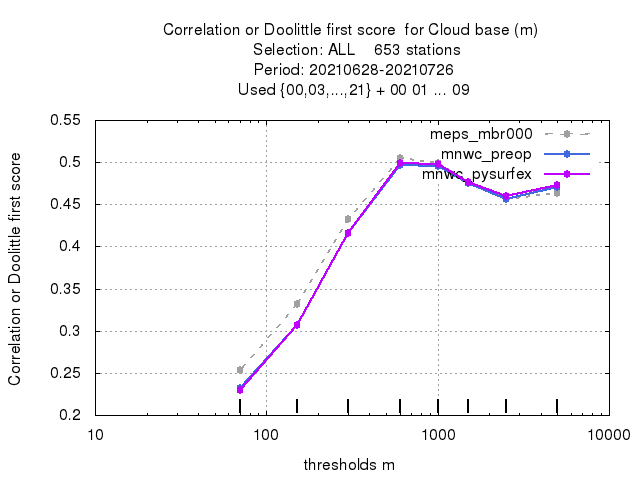 Correlation or Doolittle first score  for Cloud base (m)
Selection: ALL    653 stations
Period: 20210628-20210726
Used {00,03,...,21} + 00 01 ... 09
meps_mbr000
mnwc_preop
mnwc_pysurfex
0.55
0.5
0.45
0.4
0.35
0.3
0.25
0.2
Correlation or Doolittle first score
10
100
1000
10000
thresholds m